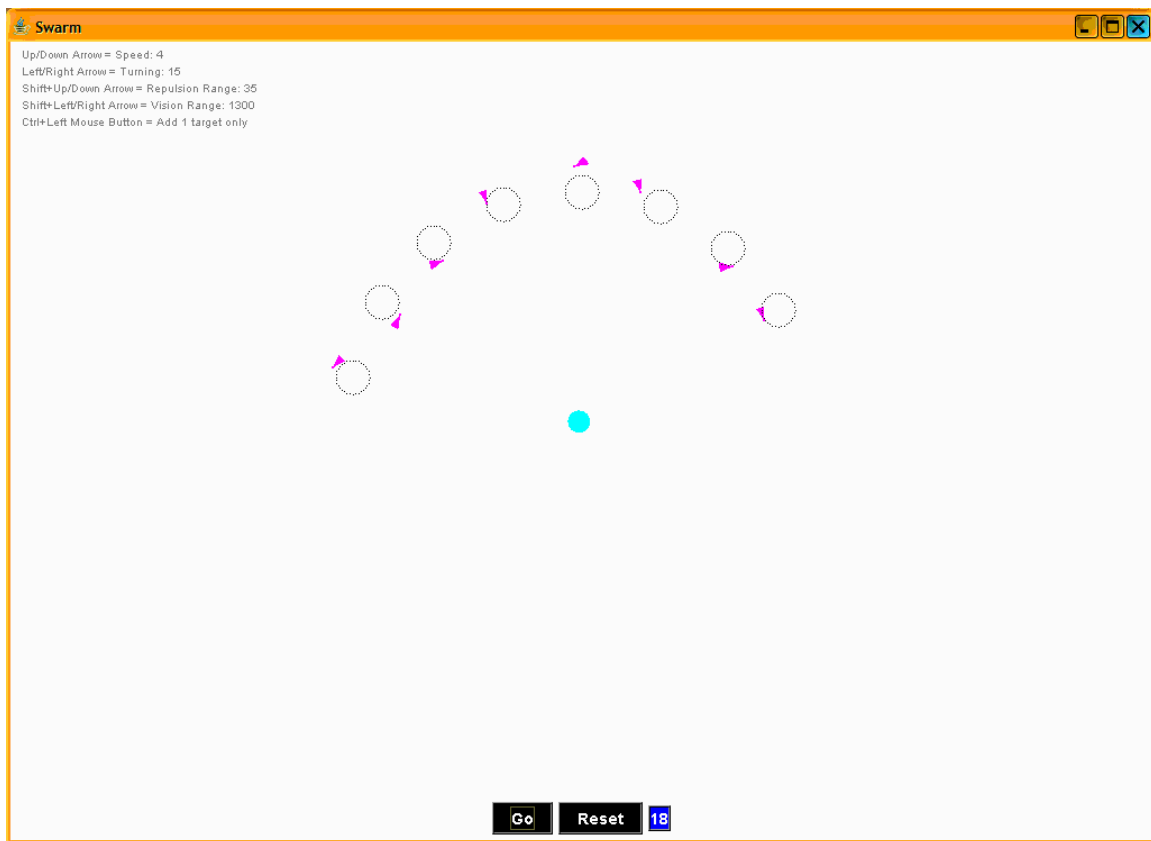 Swarm
Up/Down Arrow = Speed: 4
Left/Right Arrow = Turning: 15
Shift+Up/Down Arrow = Repulsion Range: 35
Shift+Left/Right Arrow = Vision Range: 1300
Ctrl+Left Mouse Button = Add 1 target only
Go Reset 18